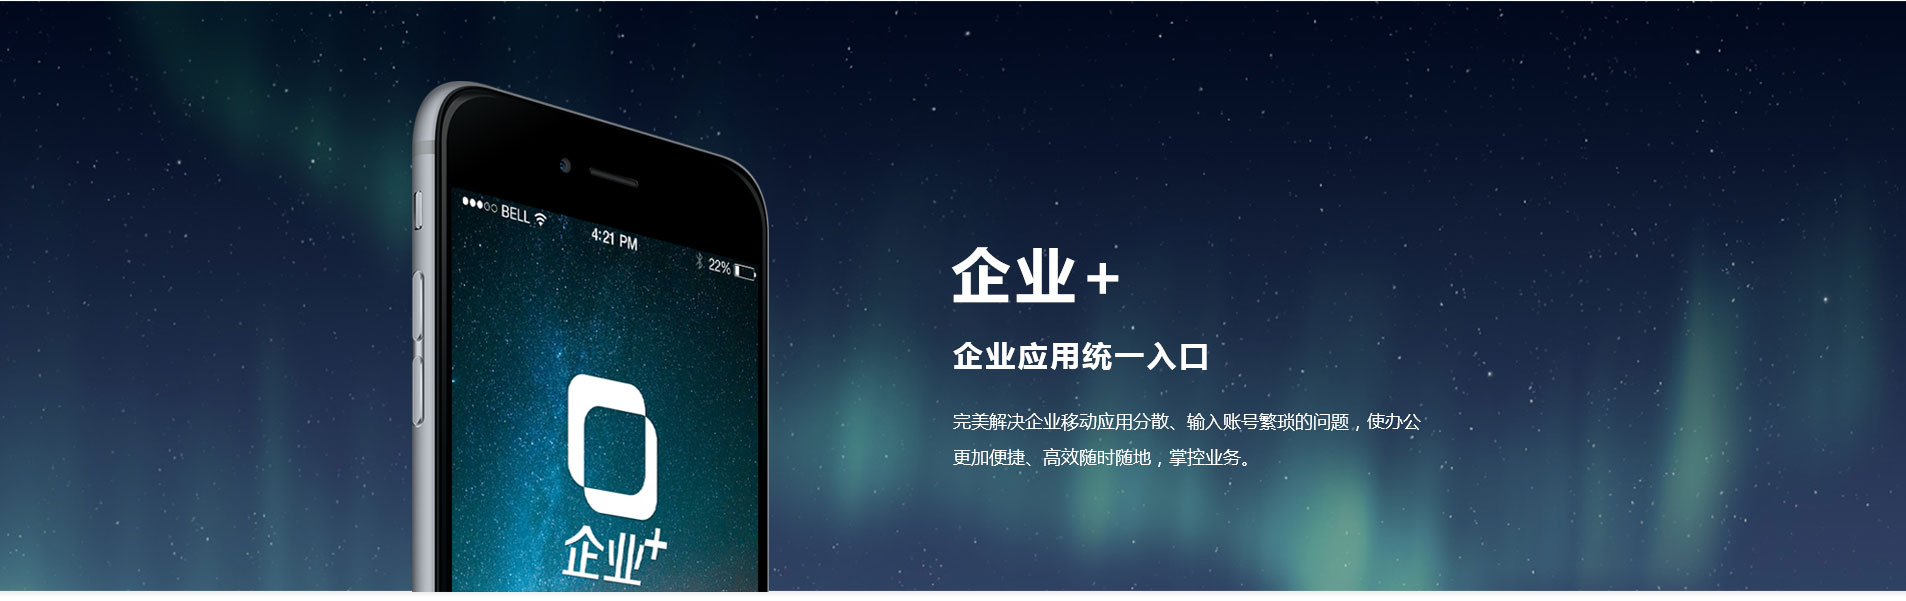 ●●●○○ BELL
4:21 PM
22%
企业+
企业+
企业应用统一入口
完美解决企业移动应用分散、输入账号繁琐的问题，使办公
更加便捷、高效随时随地，掌控业务。